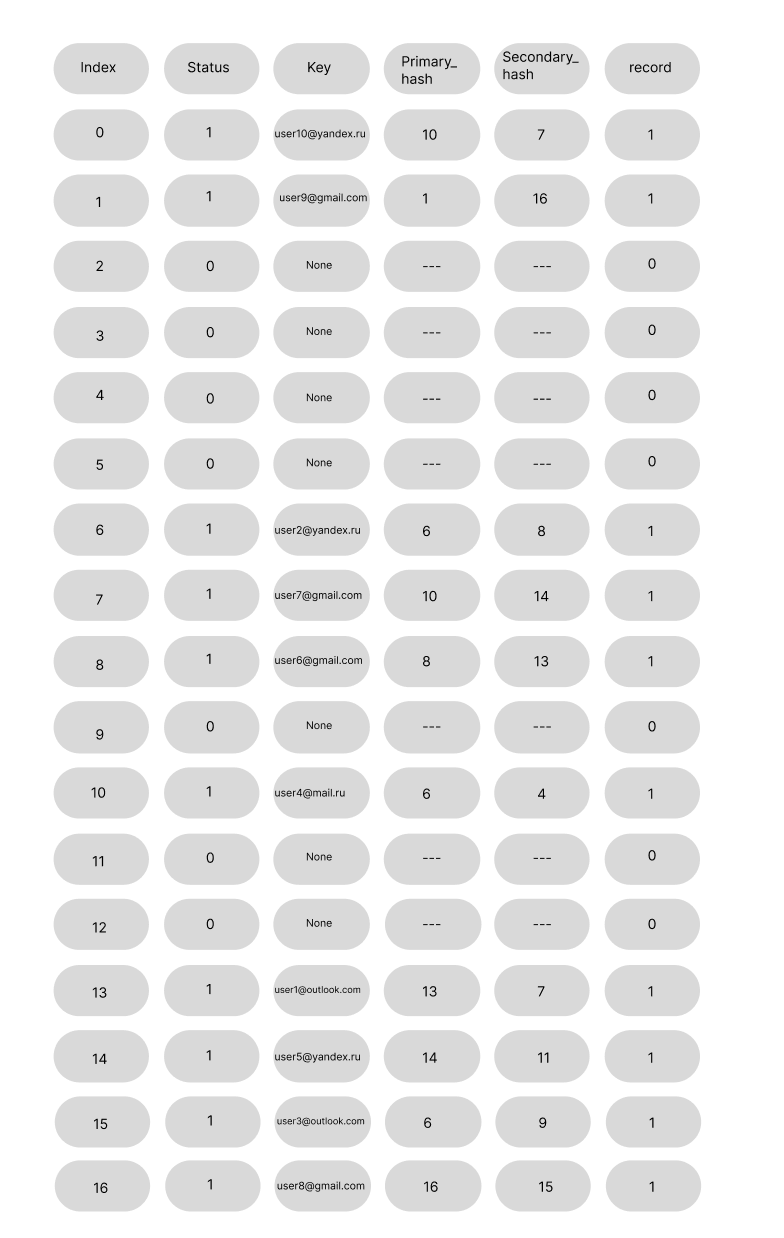 Index Status Key Primary_ Secondary_ record
hash hash
0 1 user10@yandex.ru 10 7 1
1 1 user9@gmail.com 1 16 1
2 0 None --- --- 0
3 0 None --- --- 0
4 0 None --- --- 0
5 0 None --- --- 0
6 1 user2@yandex.ru 6 8 1
7 1 user7@gmail.com 10 14 1
8 1 user6@gmail.com 8 13 1
9 0 None --- --- 0
10 1 user4@mail.ru 6 4 1
11 0 None --- --- 0
12 0 None --- --- 0
13 1 user1@outlook.com 13 7 1
14 1 user5@yandex.ru 14 11 1
15 1 user3@outlook.com 6 9 1
16 1 user8@gmail.com 16 15 1